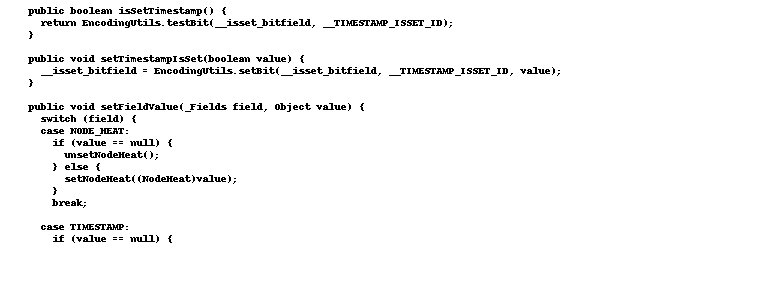 public boolean isSetTimestamp() {
return EncodingUtils.testBit(__isset_bitfield, __TIMESTAMP_ISSET_ID);
}
public void setTimestampIsSet(boolean value) {
__isset_bitfield = EncodingUtils.setBit(__isset_bitfield, __TIMESTAMP_ISSET_ID, value);
}
public void setFieldValue(_Fields field, Object value) {
switch (field) {
case NODE_HEAT:
if (value == null) {
unsetNodeHeat();
} else {
setNodeHeat((NodeHeat)value);
}
break;
case TIMESTAMP:
if (value == null) {